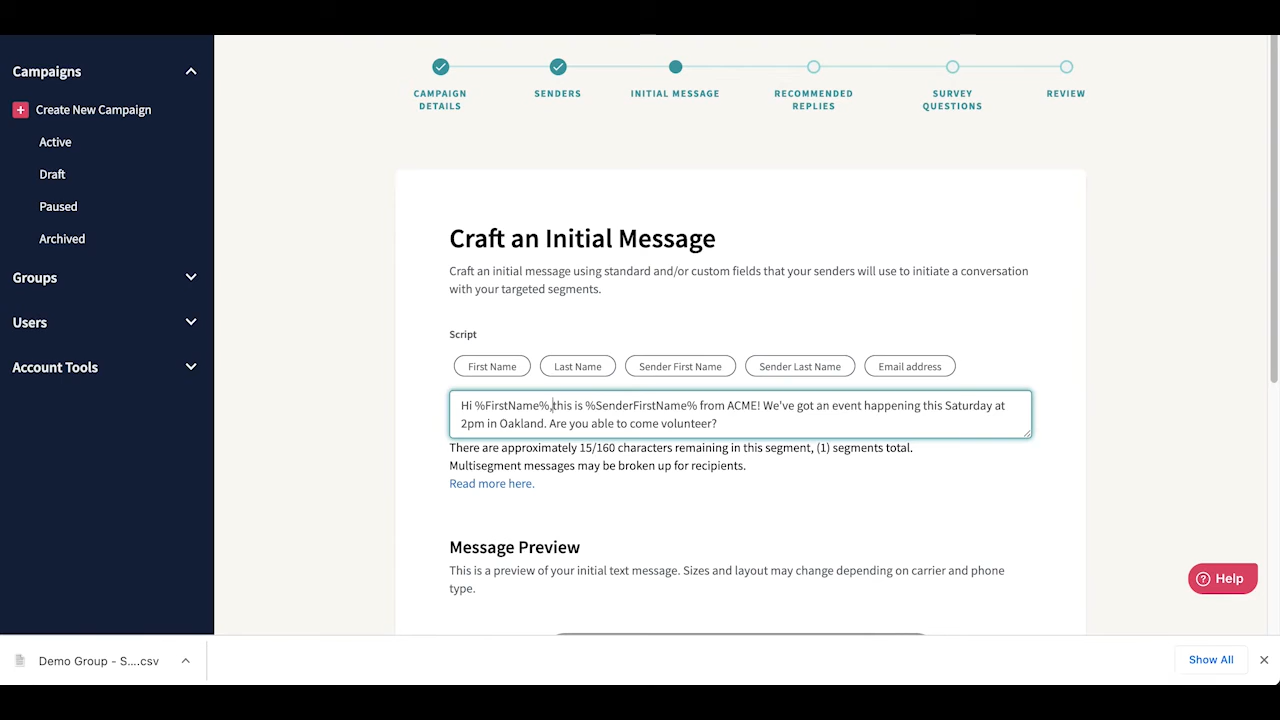 Campaigns
Create New Campaign
Active
Draft
Paused
Archived
Groups
Users
Account Tools
CAMPAIGN
DETAILS
SENDERS
INITIAL MESSAGE
RECOMMENDED
REPLIES
SURVEY
QUESTIONS
REVIEW
Craft an Initial Message
Craft an initial message using standard and/or custom fields that your senders will use to initiate a conversation
with your targeted segments.
Script
First Name
Last Name
Sender First Name
Sender Last Name
Email address
Hi %FirstName%,this is %SenderFirstName% from ACME! We've got an event happening this Saturday at
2pm in Oakland. Are you able to come volunteer?
There are approximately 15/160 characters remaining in this segment, (1) segments total.
Multisegment messages may be broken up for recipients.
Read more here.
Message Preview
This is a preview of your initial text message. Sizes and layout may change depending on carrier and phone
type.
Help
Demo Group - S....csv
Show All